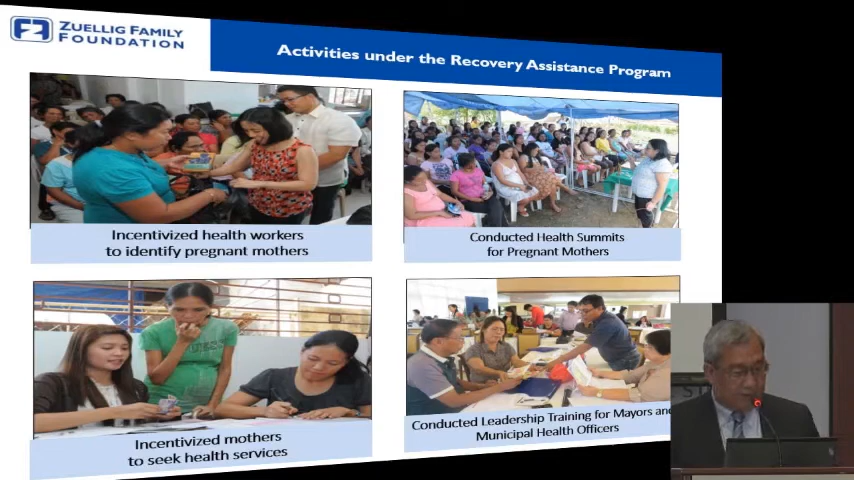 ZUELLIG FAMILY
FOUNDATION
Activities under the Recovery Assistance Program
Incentivized health workers
to identify pregnant mothers
Conducted Health Summits
for Pregnant Mothers
Incentivized mothers
to seek health services
Conducted Leadership Training for Mayors and
Municipal Health Officers